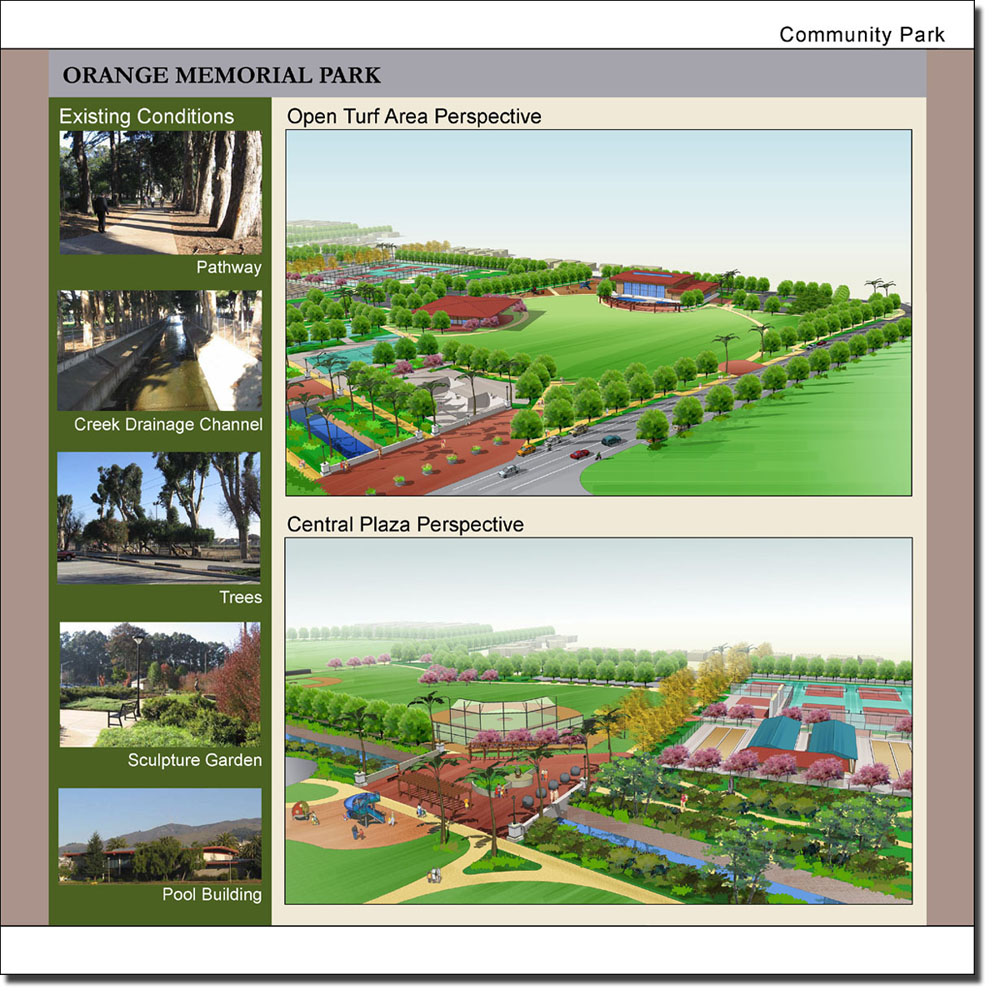 Community Park
ORANGE MEMORIAL PARK
Existing Conditions
Pathway
Creek Drainage Channel
Trees
Sculpture Garden
Pool Building
Open Turf Area Perspective
Central Plaza Perspective